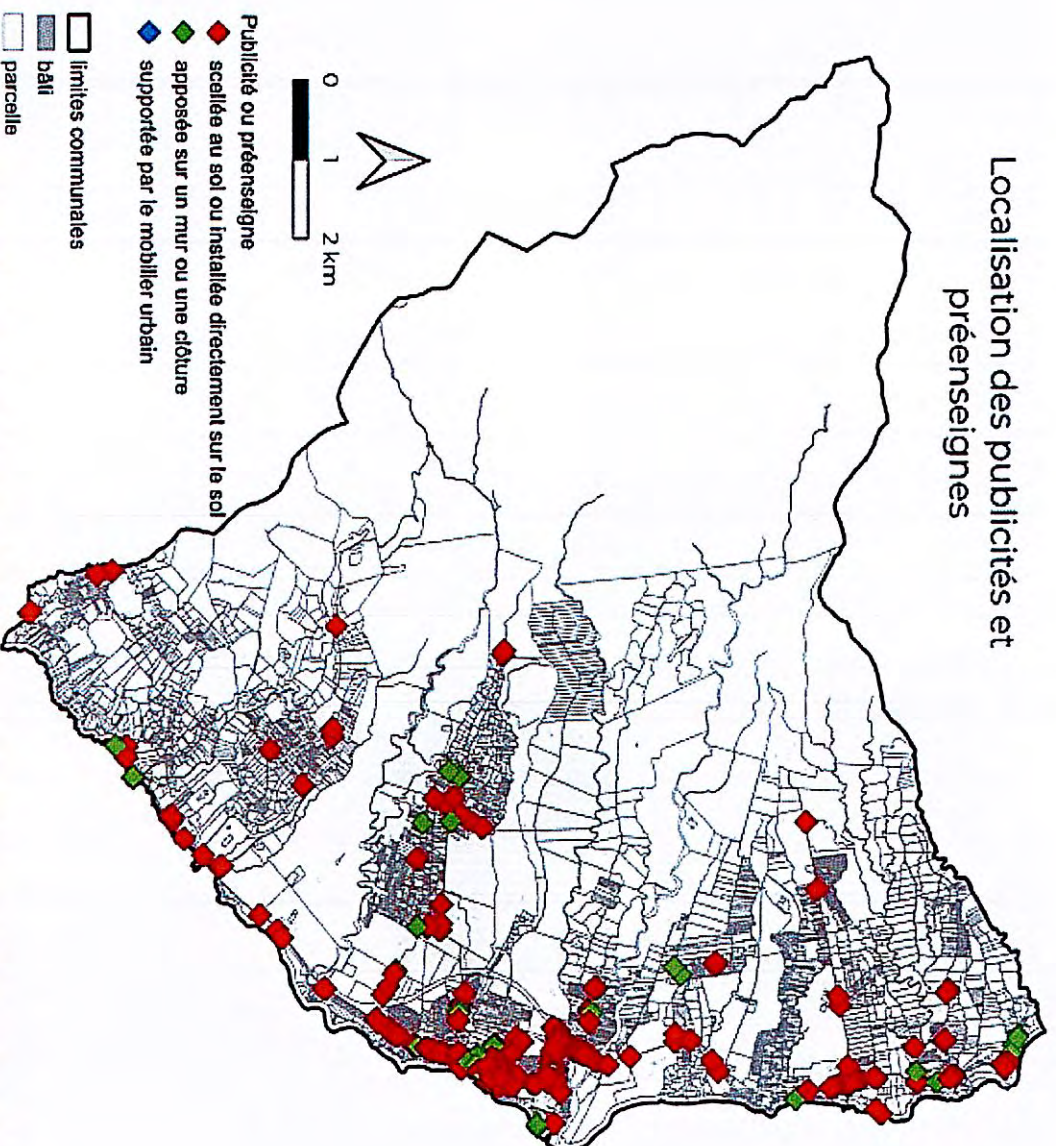 Localisation des publicités et
préenseignes
0 1 2 km
Publicité ou préenseigne
scellée au sol ou installée directement sur le sol
apposée sur un mur ou une clôture
supportée par le mobilier urbain
limites communales
bâti
parcelle